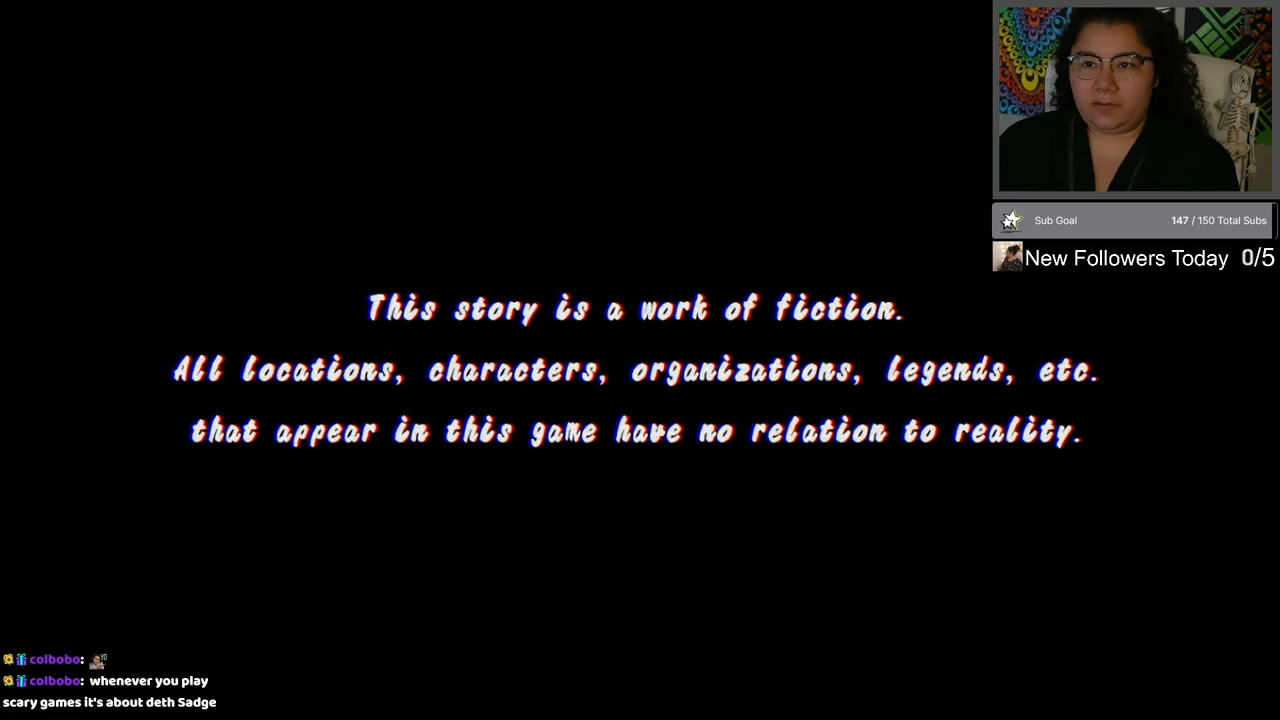 Sub Goal 147 / 150 Total Subs
New Followers Today 0/5
This story is a work of fiction.
All locations, characters, organizations, legends, etc.
that appear in this game have no relation to reality.
colbobo: YO
colbobo: whenever you play
scary games it's about deth Sadge